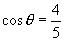 cos θ = 4/5